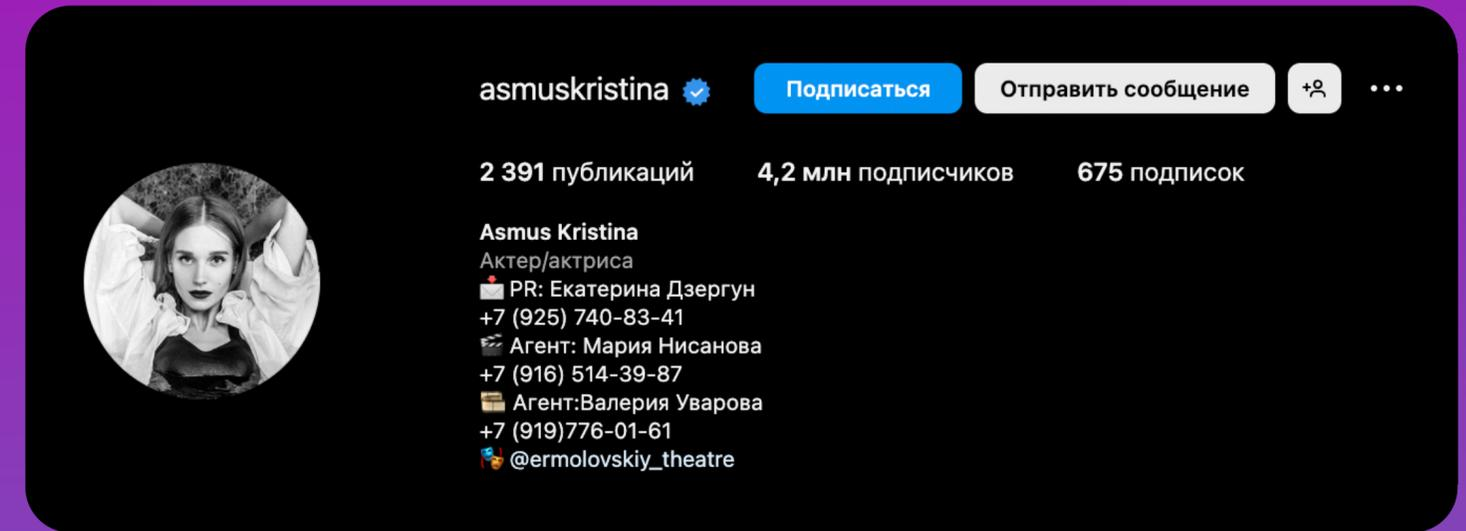 asmuskristina
Подписаться
Отправить сообщение
2 391 публикаций
4,2 млн подписчиков
675 подписок
Asmus Kristina
Актер/актриса
📩 PR: Екатерина Дзергун
+7 (925) 740-83-41
🎬 Агент: Мария Нисанова
+7 (916) 514-39-87
📨 Агент:Валерия Уварова
+7 (919)776-01-61
🎭 @ermolovskiy_theatre